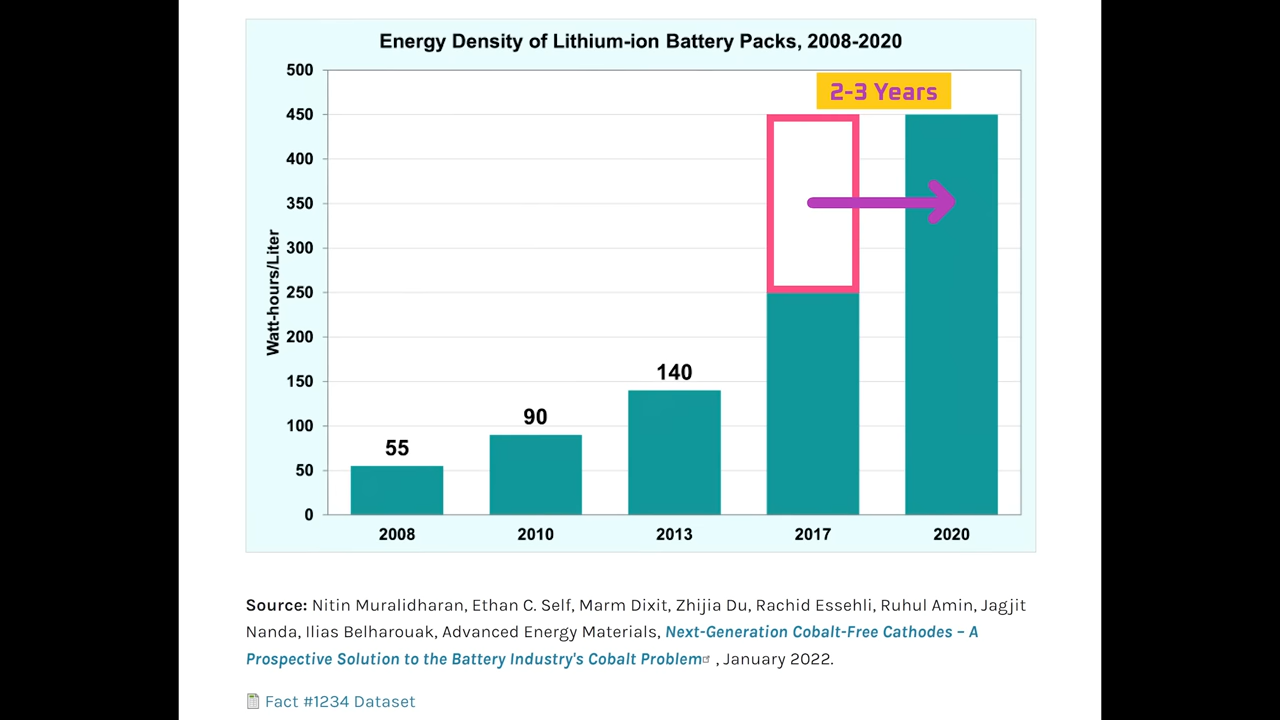 Energy Density of Lithium-ion Battery Packs, 2008-2020
500
2-3 Years
450
400
350
300
250
200
150
100
50
0
Watt-hours/Liter
55
90
140
2008
2010
2013
2017
2020
Source: Nitin Muralidharan, Ethan C. Self, Marm Dixit, Zhijia Du, Rachid Essehli, Ruhul Amin, Jagjit
Nanda, Ilias Belharouak, Advanced Energy Materials, Next-Generation Cobalt-Free Cathodes – A
Prospective Solution to the Battery Industry's Cobalt Problem , January 2022.
Fact #1234 Dataset